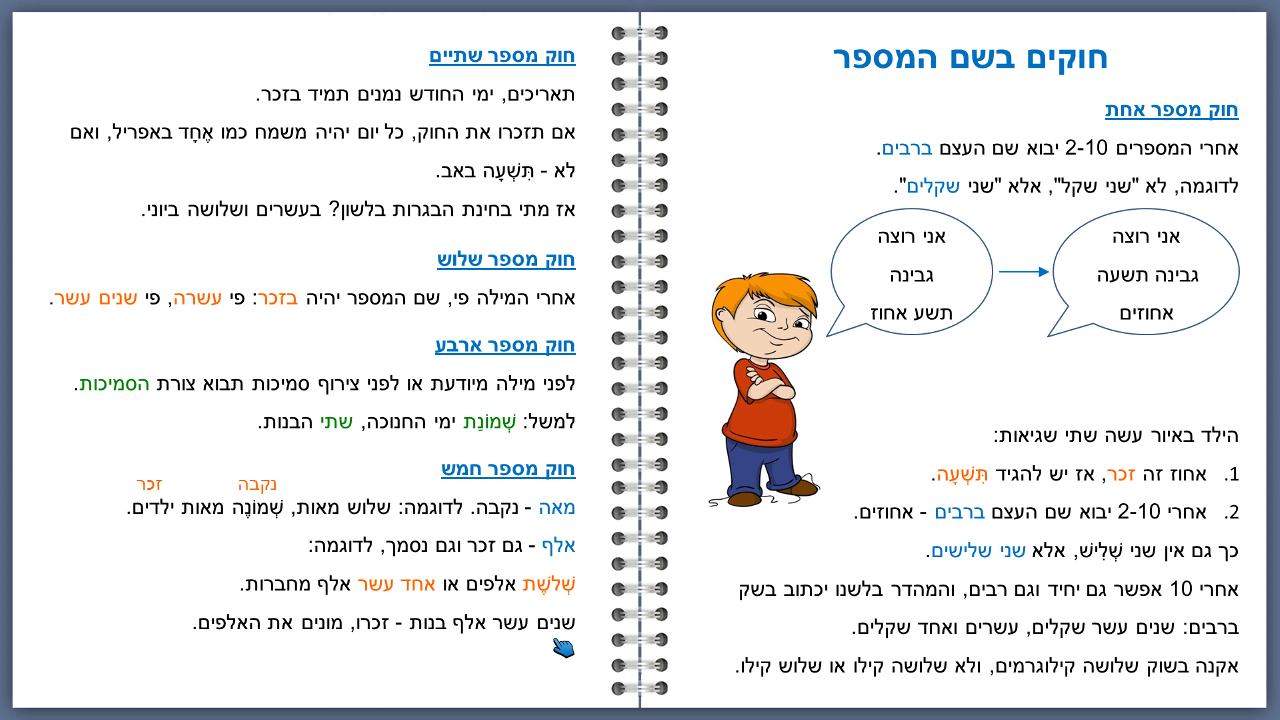 חוקים בשם המספר
חוק מספר אחת
אחרי המספרים 2-10 יבוא שם העצם ברבים.
לדוגמה, לא "שני שקל", אלא "שני שקלים".
אני רוצה
גבינה תשעה
אחוזים
אני רוצה
גבינה
תשע אחוז
הילד באיור עשה שתי שגיאות:
1. אחוז זה זכר, אז יש להגיד תִּשְׁעָה.
2. אחרי 2-10 יבוא שם העצם ברבים - אחוזים.
כך גם אין שני שְׁלִישׁ, אלא שני שלישים.
אחרי 10 אפשר גם יחיד וגם רבים, והמהדר בלשנו יכתוב בשק
ברבים: שנים עשר שקלים, עשרים ואחד שקלים.
אקנה בשוק שלושה קילוגרמים, ולא שלושה קילו או שלוש קילו.
חוק מספר שתיים
תאריכים, ימי החודש נמנים תמיד בזכר.
אם תזכרו את החוק, כל יום יהיה משמח כמו אֶחָד באפריל, ואם
לא - תִּשְׁעָה באב.
אז מתי בחינת הבגרות בלשון? בעשרים ושלושה ביוני.
חוק מספר שלוש
אחרי המילה פי, שם המספר יהיה בזכר: פי עשרה, פי שנים עשר.
חוק מספר ארבע
לפני מילה מיודעת או לפני צירוף סמיכות תבוא צורת הסמיכות.
למשל: שְׁמוֹנַת ימי החנוכה, שתי הבנות.
חוק מספר חמש
נקבה זכר
מאה - נקבה. לדוגמה: שלוש מאות, שְׁמוֹנֶה מאות ילדים.
אלף - גם זכר וגם נסמך, לדוגמה:
שְׁלֹשֶׁת אלפים או אחד עשר אלף מחברות.
שנים עשר אלף בנות - זכרו, מונים את האלפים.